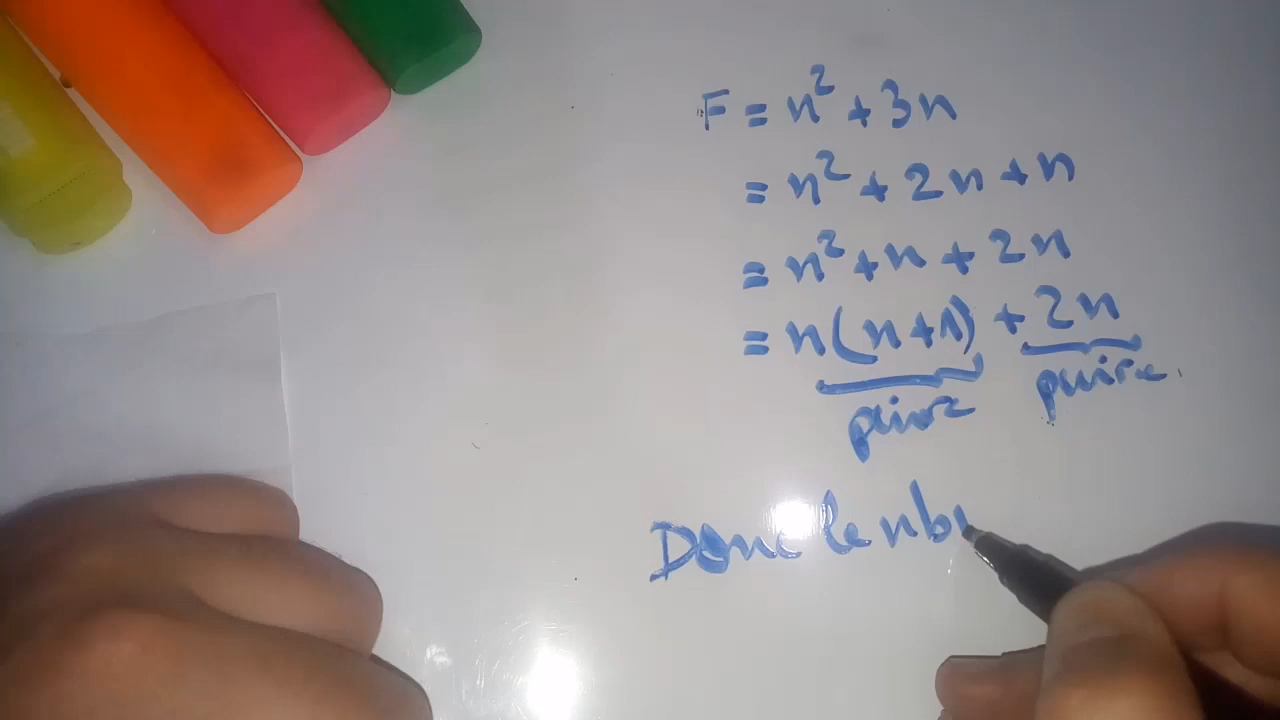 F = n² + 3n
= n² + 2n + n
= n² + n + 2n
= n(n+1) + 2n
paire paire
Donc le nb